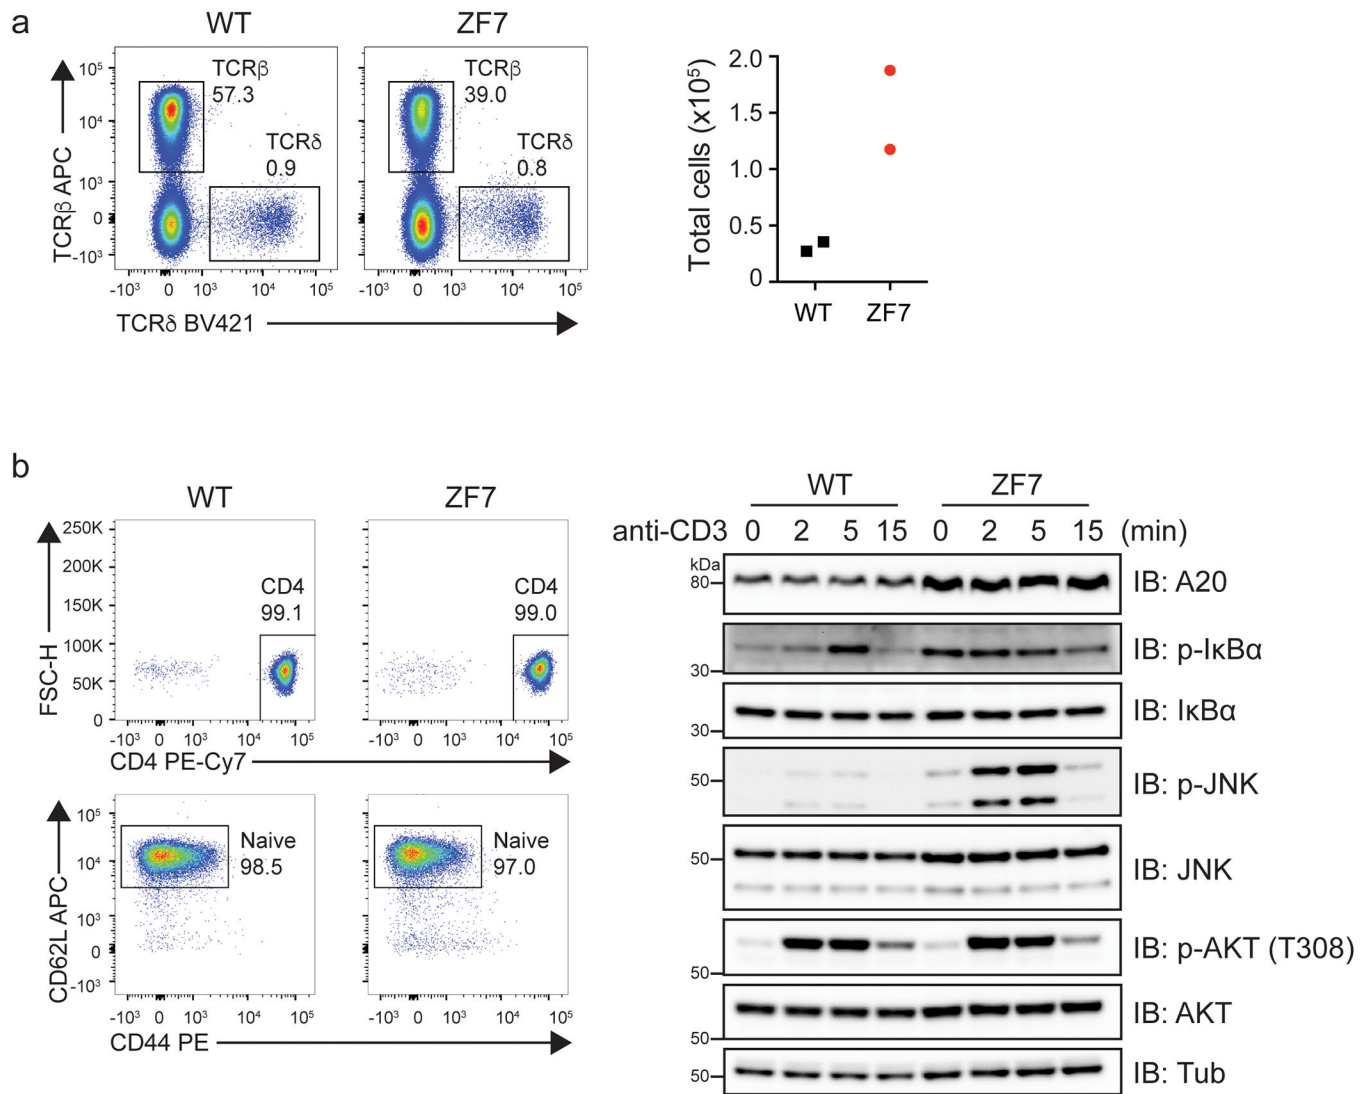 a
WT
ZF7
TCRβ
57.3
TCRδ
0.9
TCRβ
39.0
TCRδ
0.8
TCRβ APC
10⁵
10⁴
10³
0
-10³
-10³ 0 10³ 10⁴ 10⁵
-10³ 0 10³ 10⁴ 10⁵
TCRδ BV421
Total cells (x10⁵)
2.0
1.5
1.0
0.5
0
WT ZF7
b
WT
ZF7
FSC-H
250K
200K
150K
100K
50K
0
CD4
99.1
CD4
99.0
-10³ 0 10³ 10⁴ 10⁵
-10³ 0 10³ 10⁴ 10⁵
CD4 PE-Cy7
CD62L APC
10⁵
10⁴
10³
0
-10³
Naive
98.5
Naive
97.0
-10³ 0 10³ 10⁴ 10⁵
-10³ 0 10³ 10⁴ 10⁵
CD44 PE
WT ZF7
anti-CD3 0 2 5 15 0 2 5 15 (min)
kDa
80 IB: A20
30 IB: p-IκBα
30 IB: IκBα
50 IB: p-JNK
50 IB: JNK
50 IB: p-AKT (T308)
50 IB: AKT
50 IB: Tub